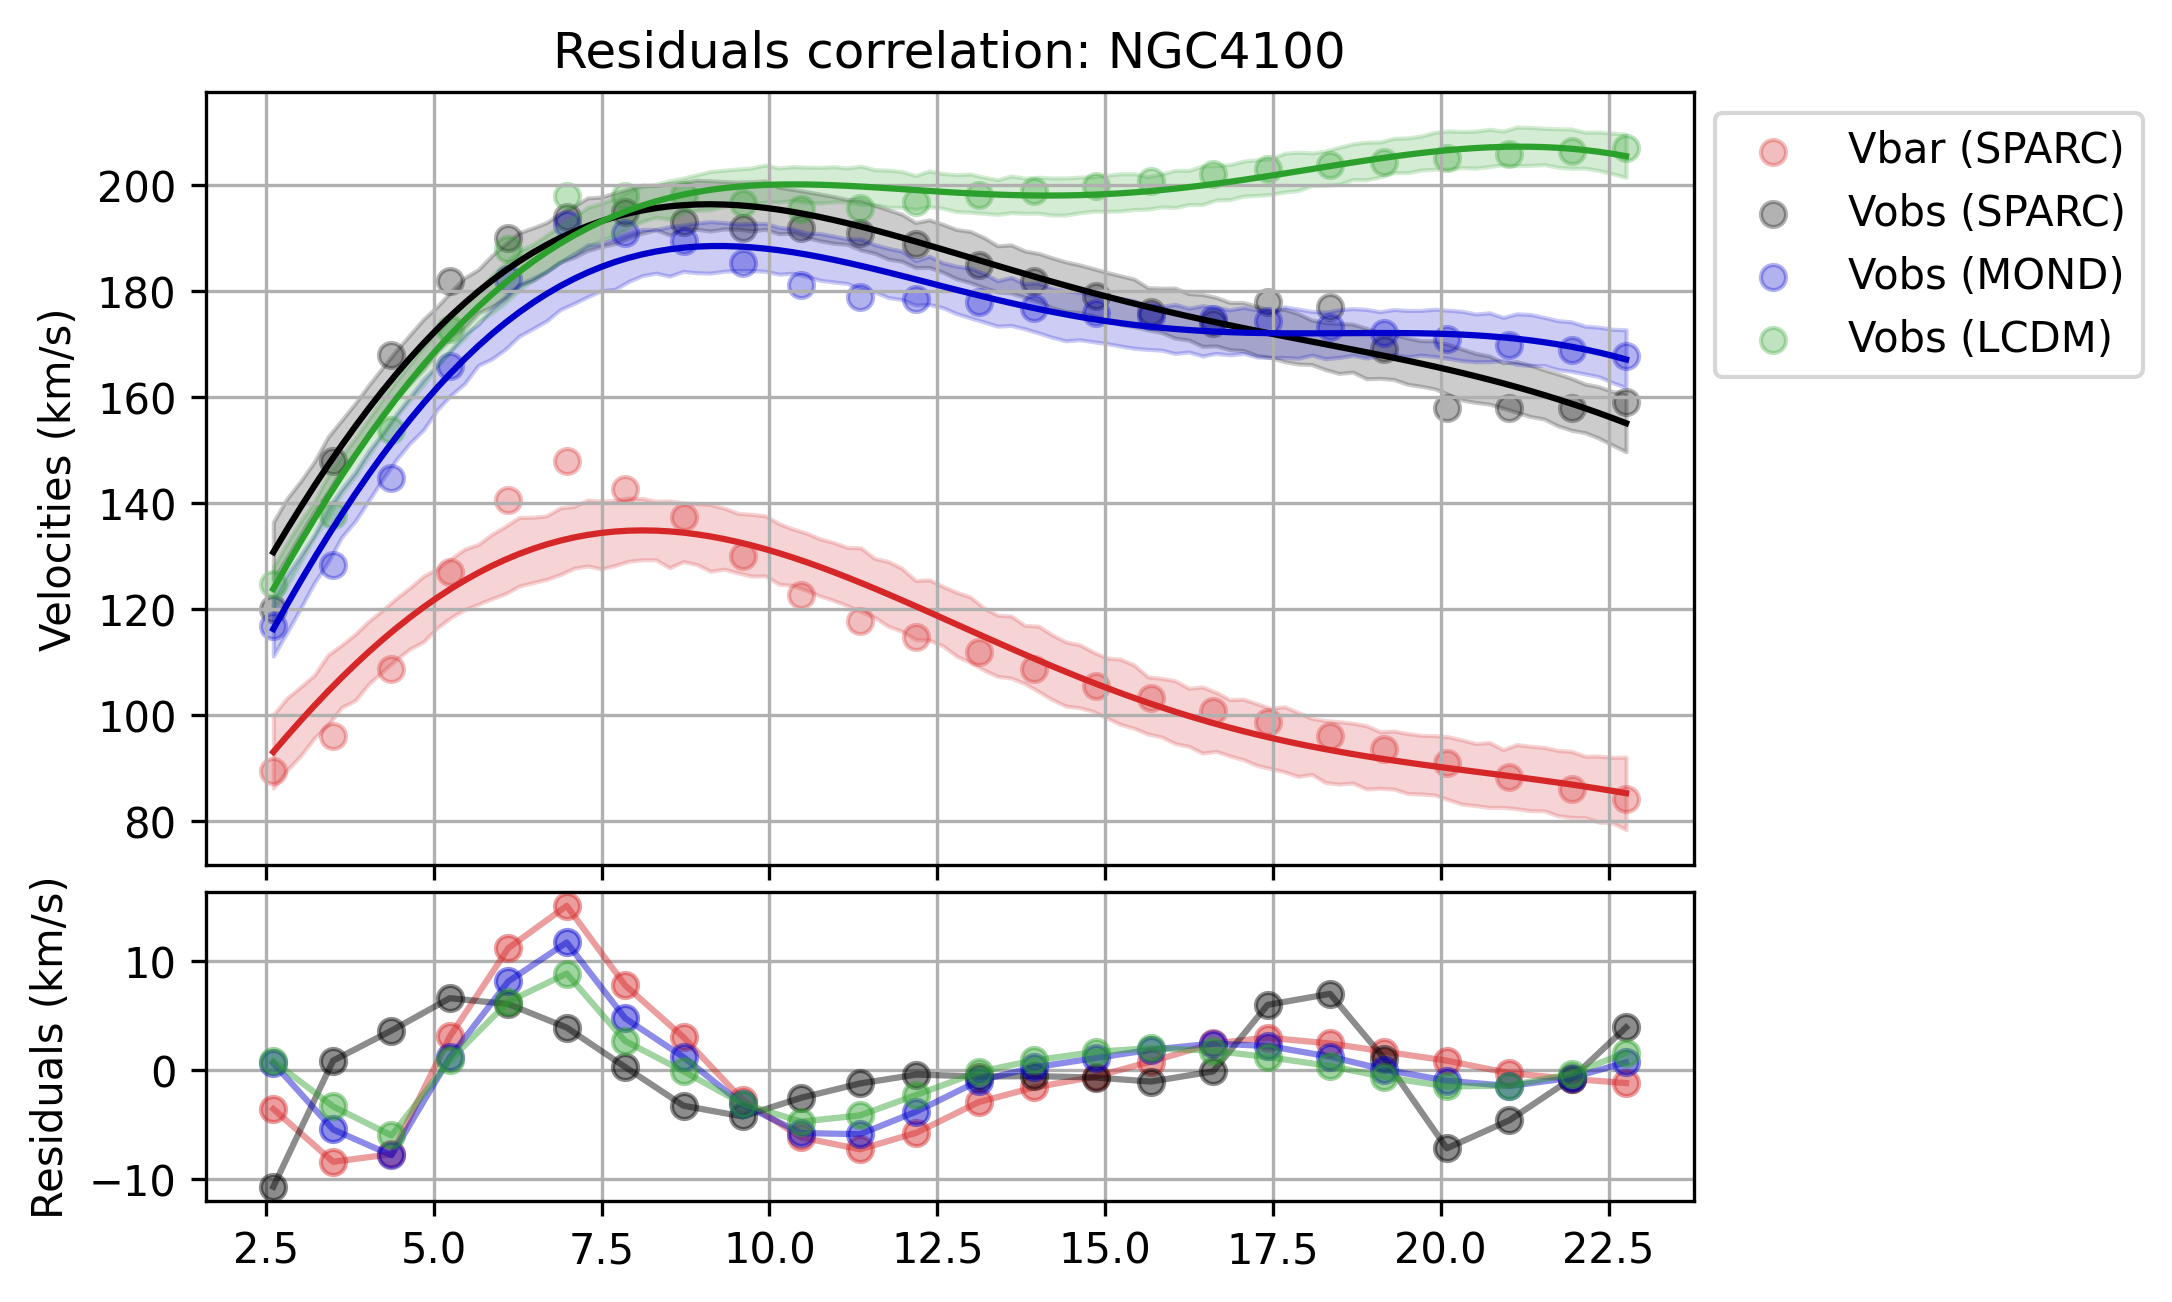 Residuals correlation: NGC4100
Velocities (km/s)
200
180
160
140
120
100
80
Vbar (SPARC)
Vobs (SPARC)
Vobs (MOND)
Vobs (LCDM)
Residuals (km/s)
10
0
−10
2.5 5.0 7.5 10.0 12.5 15.0 17.5 20.0 22.5